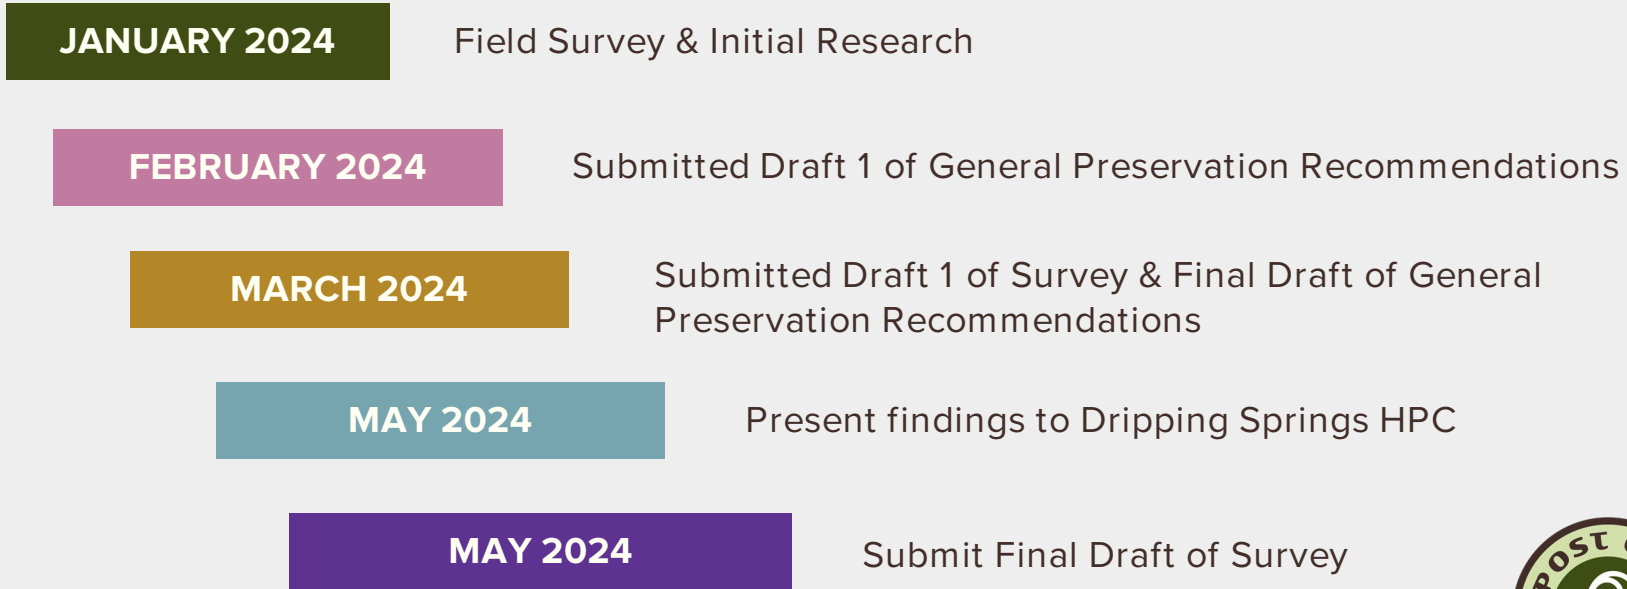 JANUARY 2024
Field Survey & Initial Research
FEBRUARY 2024
Submitted Draft 1 of General Preservation Recommendations
MARCH 2024
Submitted Draft 1 of Survey & Final Draft of General
Preservation Recommendations
MAY 2024
Present findings to Dripping Springs HPC
MAY 2024
Submit Final Draft of Survey
POST